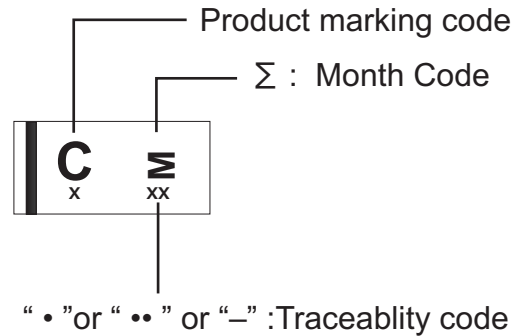 Product marking code
Σ : Month Code
C Σ
x xx
“ • ”or “ •• ” or “–” :Traceablity code